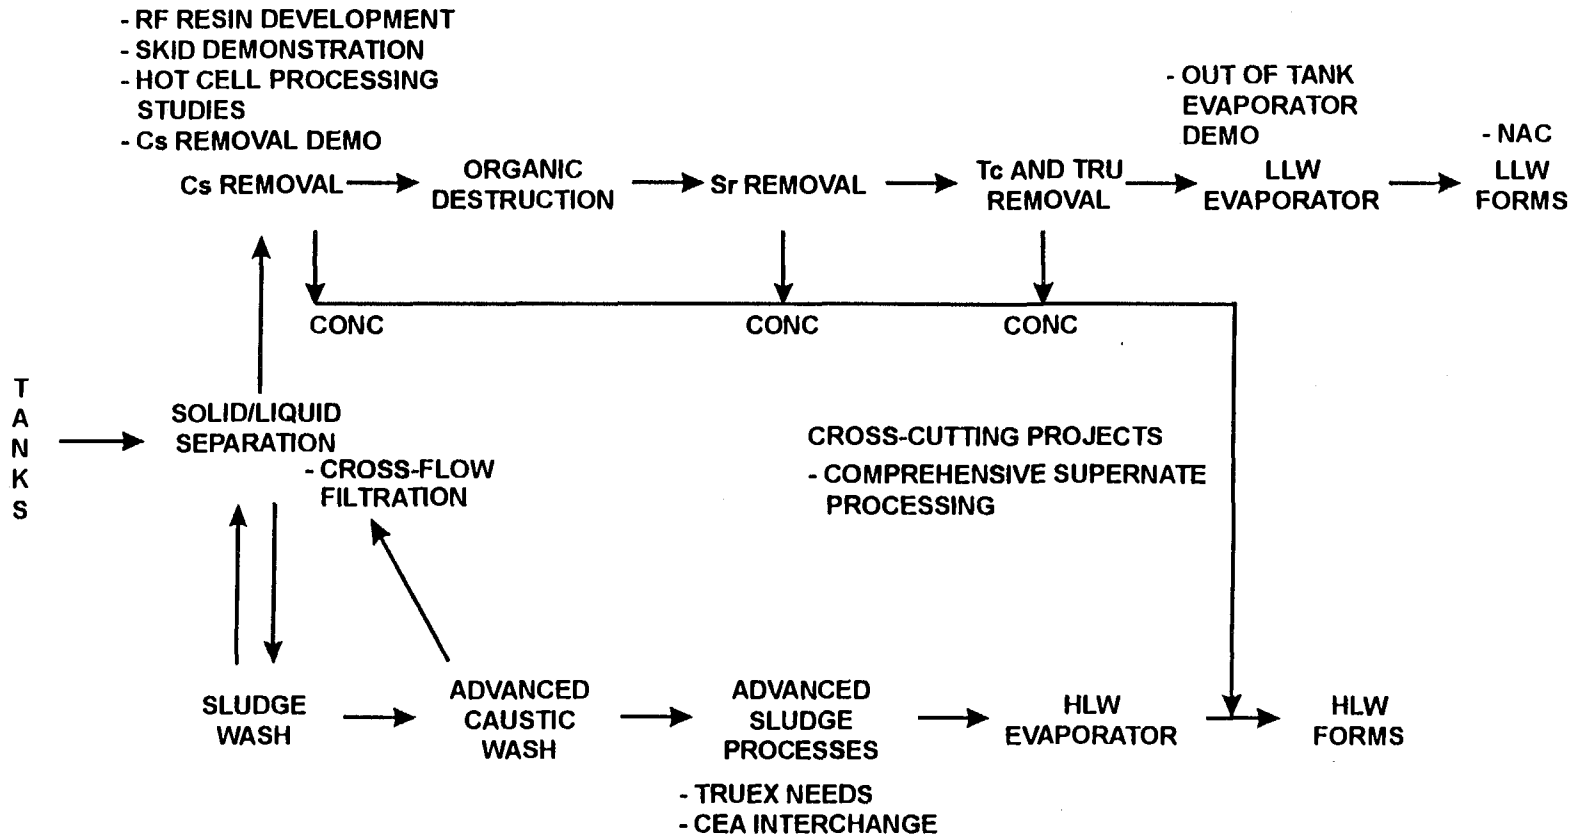 - RF RESIN DEVELOPMENT
- SKID DEMONSTRATION
- HOT CELL PROCESSING
STUDIES
- Cs REMOVAL DEMO
- OUT OF TANK
EVAPORATOR
DEMO
- NAC
Cs REMOVAL
ORGANIC
DESTRUCTION
Sr REMOVAL
Tc AND TRU
REMOVAL
LLW
EVAPORATOR
LLW
FORMS
CONC
CONC
CONC
T
A
N
K
S
SOLID/LIQUID
SEPARATION
- CROSS-FLOW
FILTRATION
CROSS-CUTTING PROJECTS
- COMPREHENSIVE SUPERNATE
PROCESSING
SLUDGE
WASH
ADVANCED
CAUSTIC
WASH
ADVANCED
SLUDGE
PROCESSES
HLW
EVAPORATOR
HLW
FORMS
- TRUEX NEEDS
- CEA INTERCHANGE